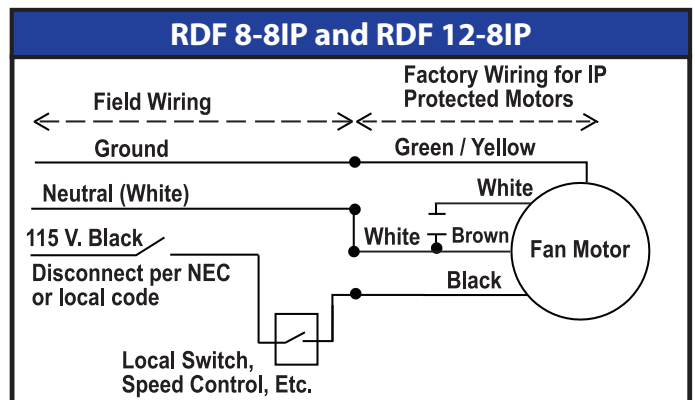 RDF 8-8IP and RDF 12-8IP
Field Wiring
Factory Wiring for IP
Protected Motors
Ground
Green / Yellow
Neutral (White)
White
115 V. Black
White
Brown
Fan Motor
Disconnect per NEC
or local code
Black
Local Switch,
Speed Control, Etc.